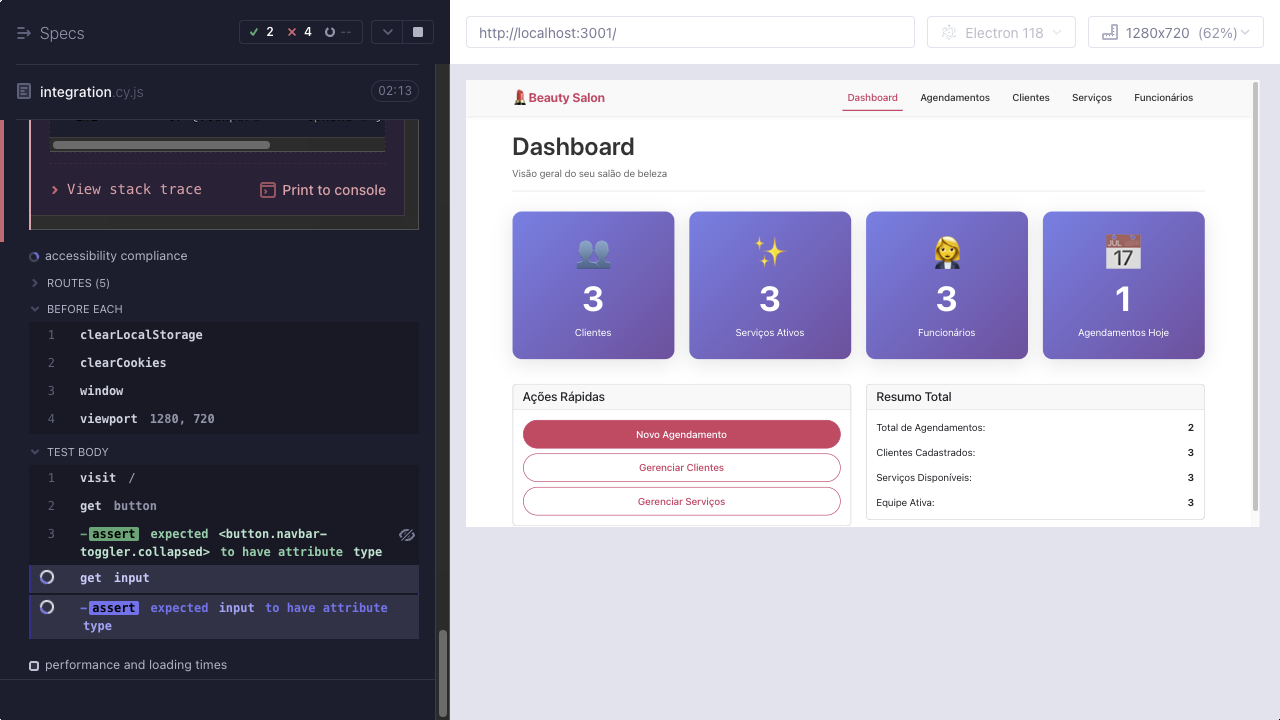 Specs
2
4
--
integration.cy.js
02:13
View stack trace
Print to console
accessibility compliance
ROUTES (5)
BEFORE EACH
1 clearLocalStorage
2 clearCookies
3 window
4 viewport 1280, 720
TEST BODY
1 visit /
2 get button
3 -assert expected <button.navbar-
toggler.collapsed> to have attribute type
get input
-assert expected input to have attribute
type
performance and loading times
http://localhost:3001/
Electron 118
1280x720 (62%)
Beauty Salon
Dashboard
Agendamentos
Clientes
Serviços
Funcionários
Dashboard
Visão geral do seu salão de beleza
3
Clientes
3
Serviços Ativos
3
Funcionários
JUL
17
1
Agendamentos Hoje
Ações Rápidas
Novo Agendamento
Gerenciar Clientes
Gerenciar Serviços
Resumo Total
Total de Agendamentos: 2
Clientes Cadastrados: 3
Serviços Disponíveis: 3
Equipe Ativa: 3